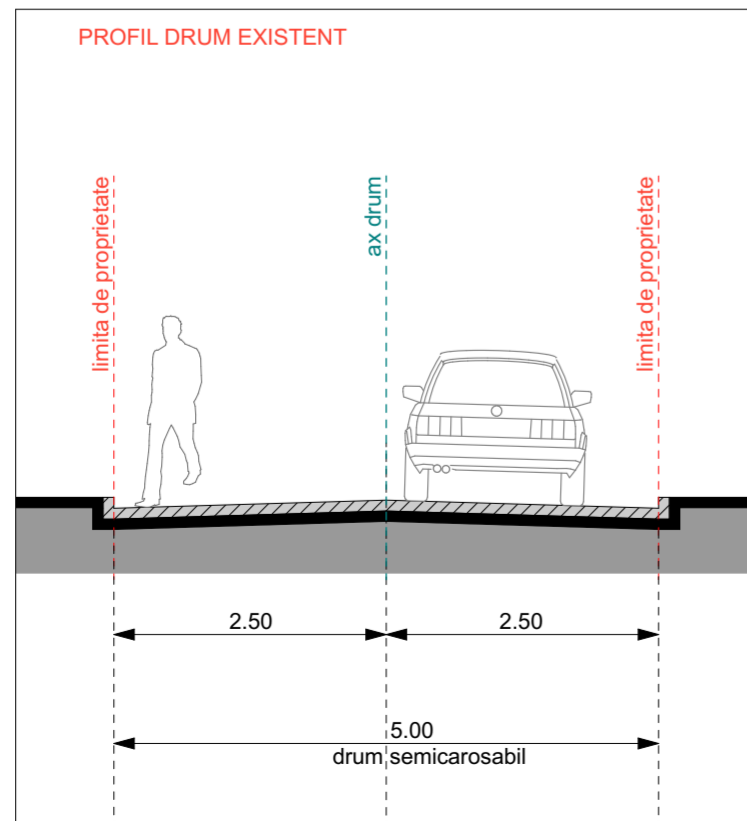 PROFIL DRUM EXISTENT
limita de proprietate
ax drum
limita de proprietate
2.50
2.50
5.00
drum semicarosabil